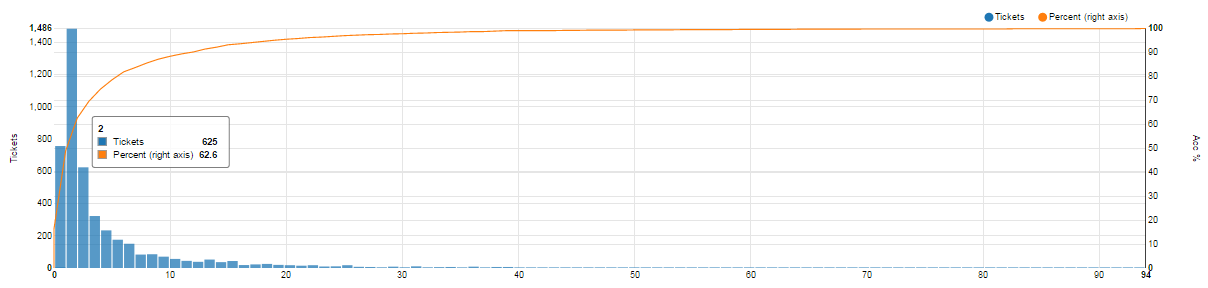 Tickets Percent (right axis)
1,486 100
1,400
90
1,200 80
1,000 70
60
800
50
600 40
30
400
20
200
10
0 0
2
Tickets 625
Percent (right axis) 62.6
Tickets
Acc %
0 10 20 30 40 50 60 70 80 90 94